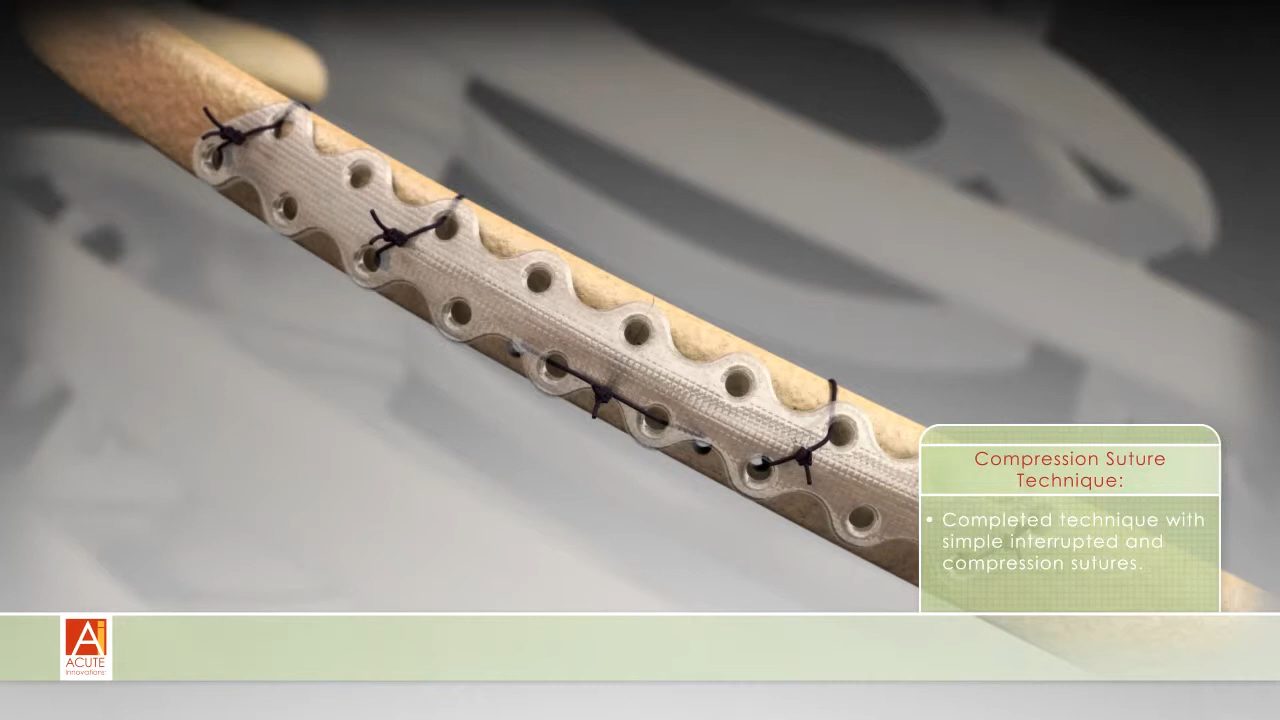 Compression Suture
Technique:
• Completed technique with
simple interrupted and
compression sutures.
Ai
ACUTE
Innovations